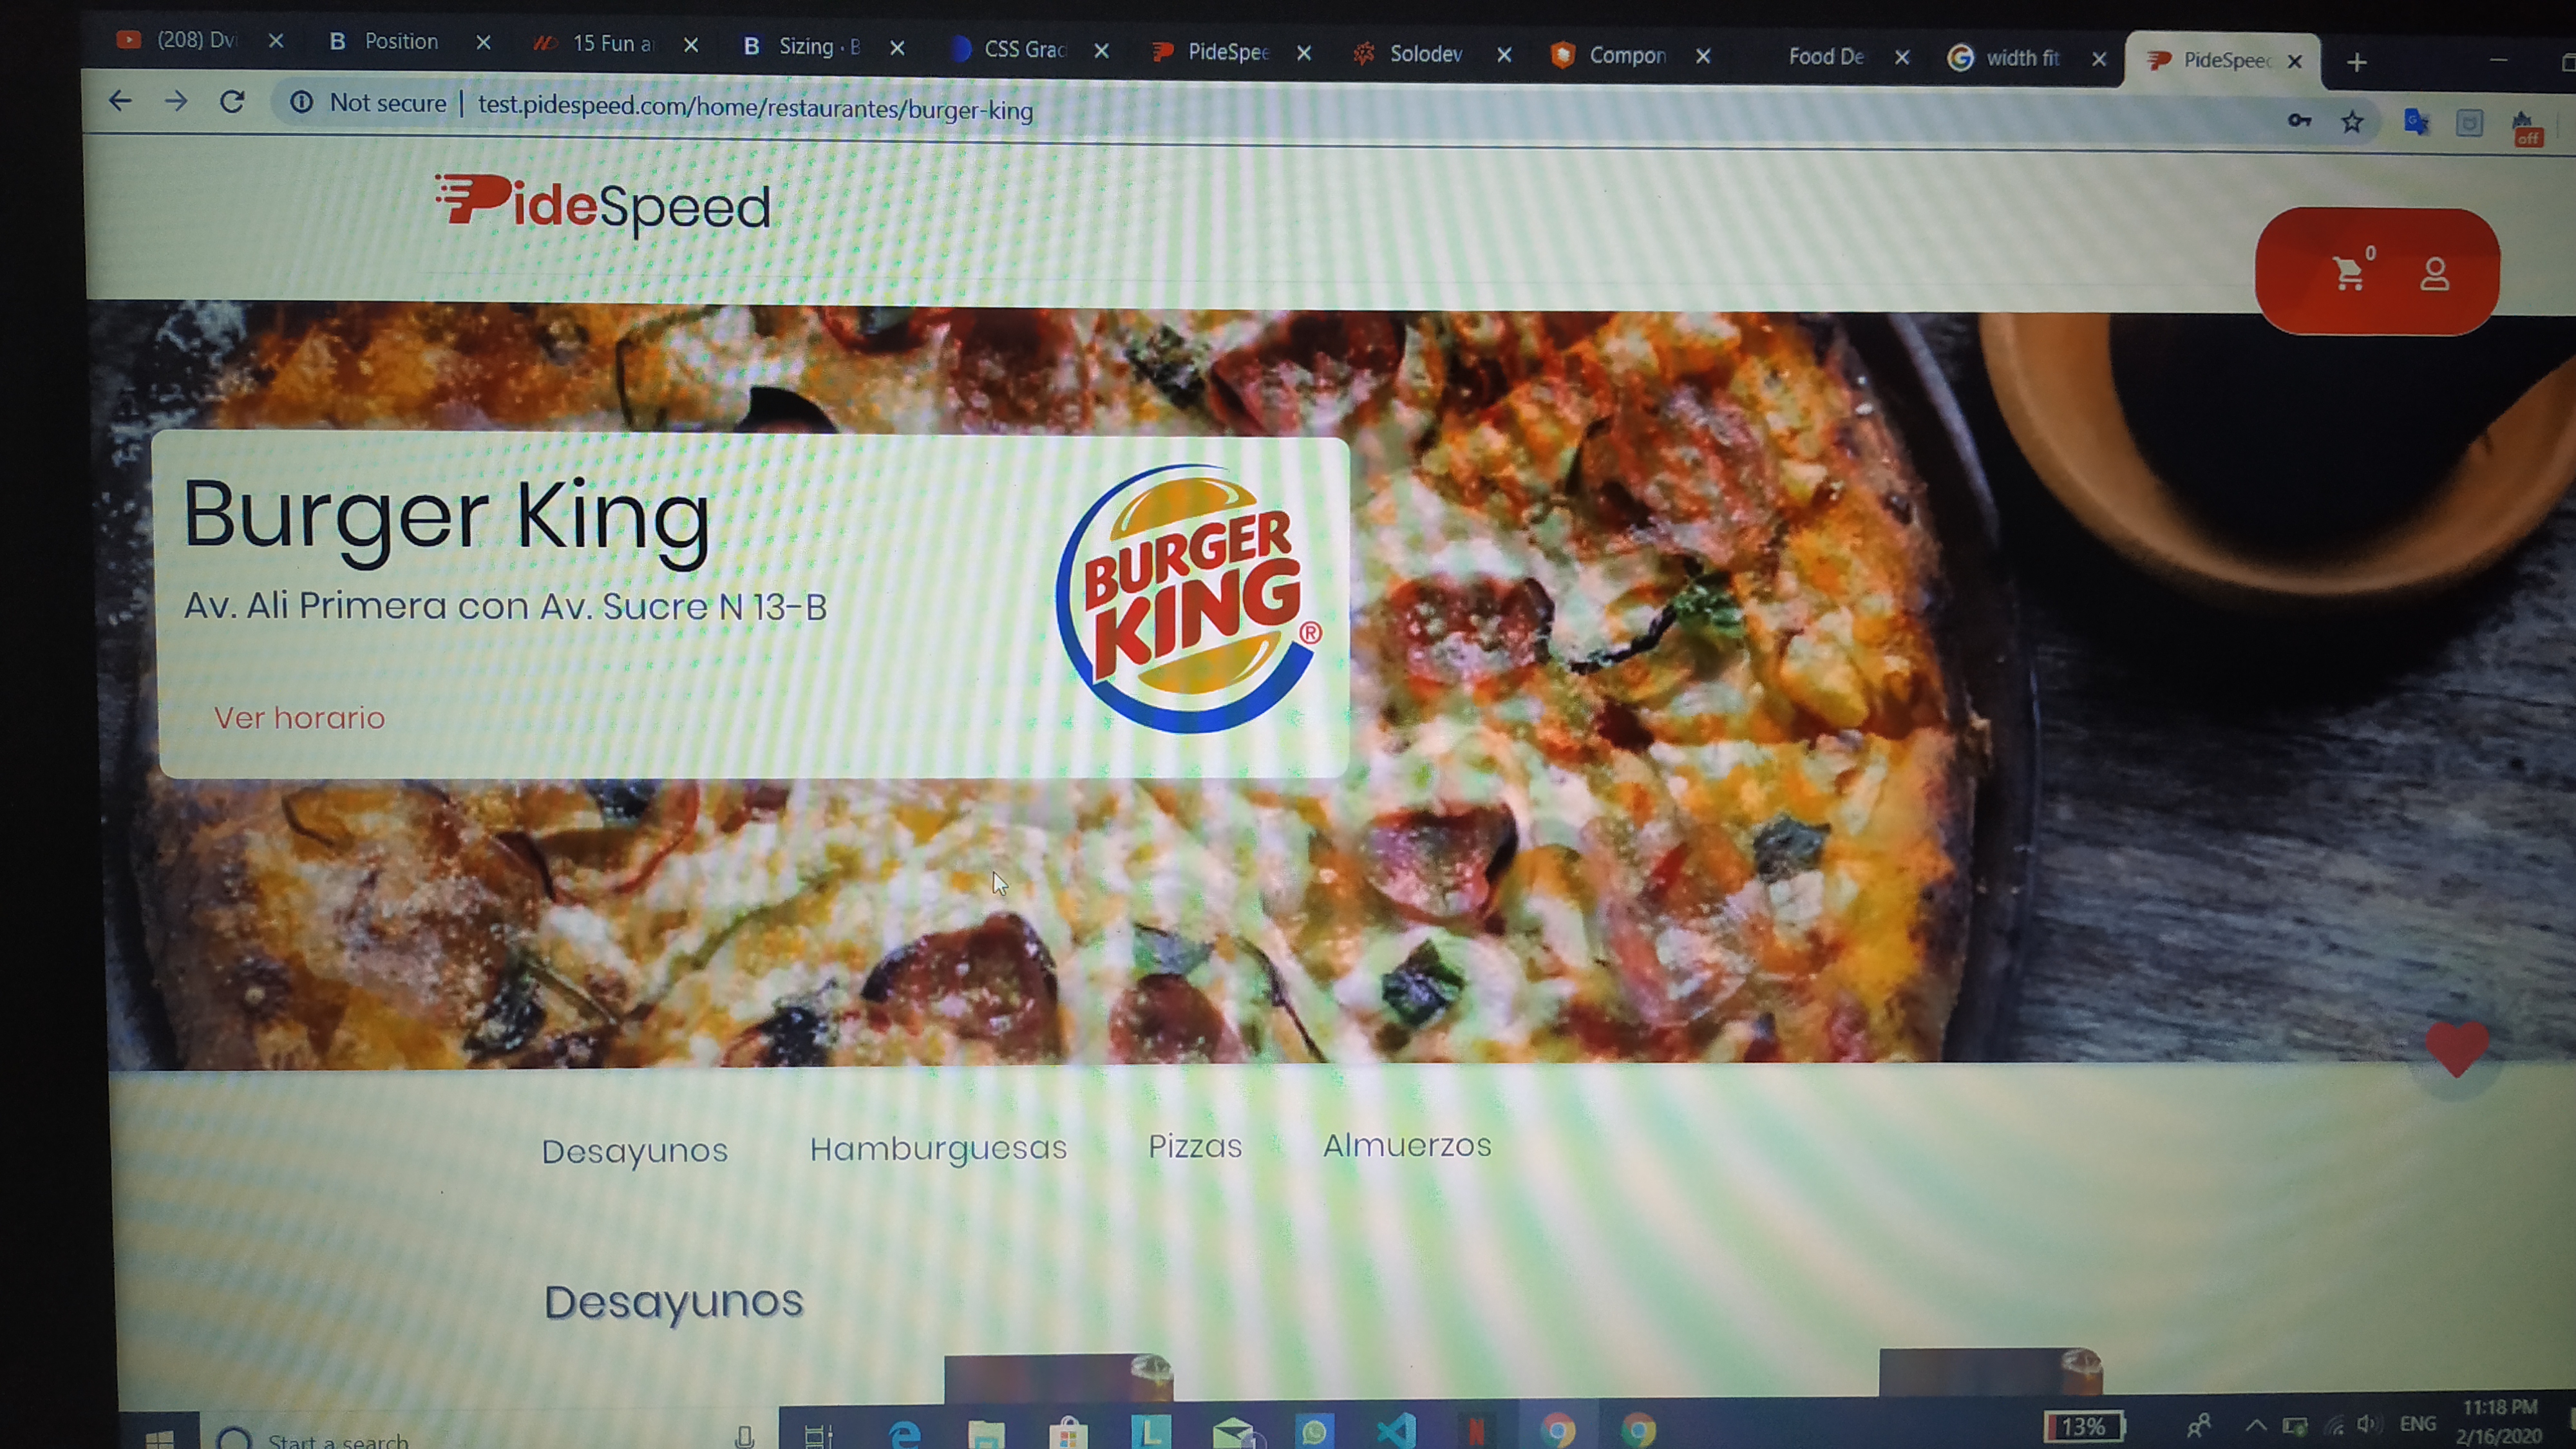 (208) Dvi
B Position
15 Fun a
B Sizing · B
CSS Grad
PideSpee
Solodev
Compon
Food De
width fit
PideSpeed
Not secure | test.pidespeed.com/home/restaurantes/burger-king
off
PideSpeed
0
Burger King
Av. Ali Primera con Av. Sucre N 13-B
Ver horario
BURGER
KING
®
Desayunos Hamburguesas Pizzas Almuerzos
Desayunos
Start a search
13%
ENG
11:18 PM
2/16/2020